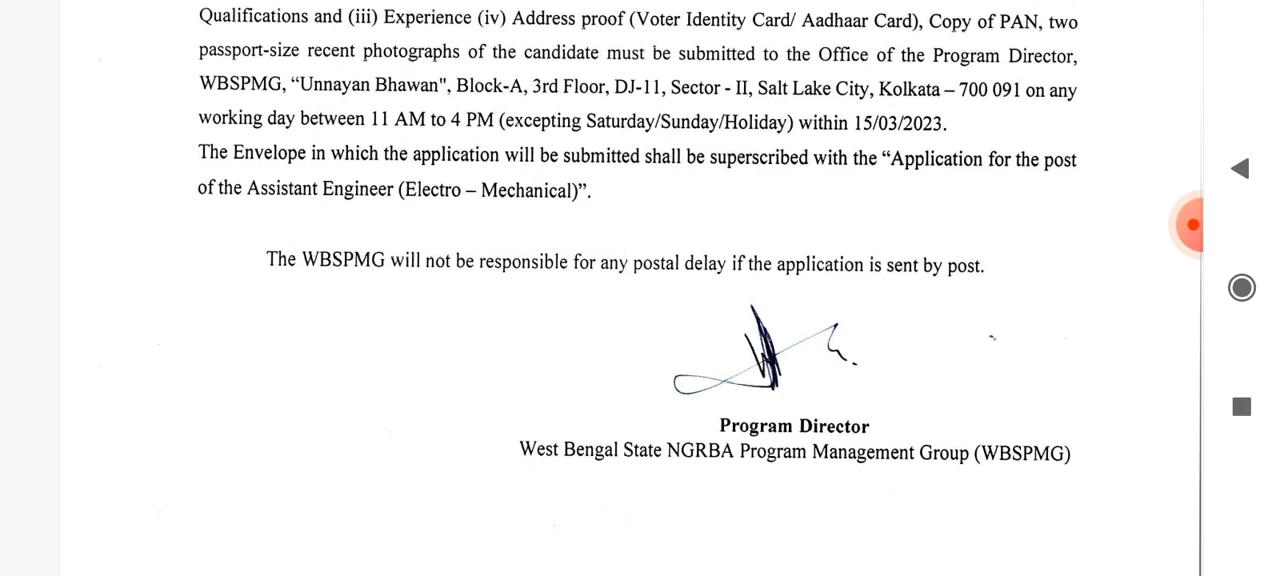 Qualifications and (iii) Experience (iv) Address proof (Voter Identity Card/ Aadhaar Card), Copy of PAN, two
passport-size recent photographs of the candidate must be submitted to the Office of the Program Director,
WBSPMG, “Unnayan Bhawan", Block-A, 3rd Floor, DJ-11, Sector - II, Salt Lake City, Kolkata – 700 091 on any
working day between 11 AM to 4 PM (excepting Saturday/Sunday/Holiday) within 15/03/2023.
The Envelope in which the application will be submitted shall be superscribed with the “Application for the post
of the Assistant Engineer (Electro – Mechanical)”.
The WBSPMG will not be responsible for any postal delay if the application is sent by post.
Program Director
West Bengal State NGRBA Program Management Group (WBSPMG)